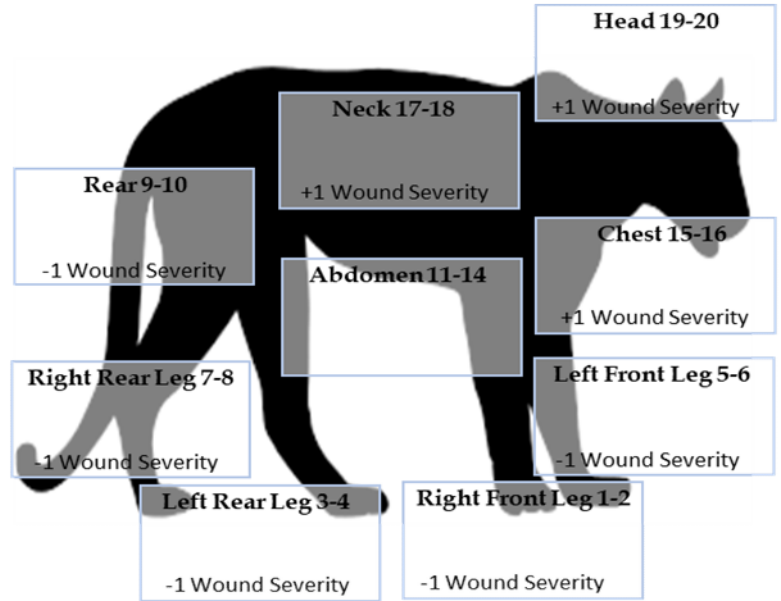 Head 19-20
+1 Wound Severity
Neck 17-18
+1 Wound Severity
Rear 9-10
-1 Wound Severity
Chest 15-16
+1 Wound Severity
Abdomen 11-14
Right Rear Leg 7-8
-1 Wound Severity
Left Front Leg 5-6
-1 Wound Severity
Left Rear Leg 3-4
-1 Wound Severity
Right Front Leg 1-2
-1 Wound Severity